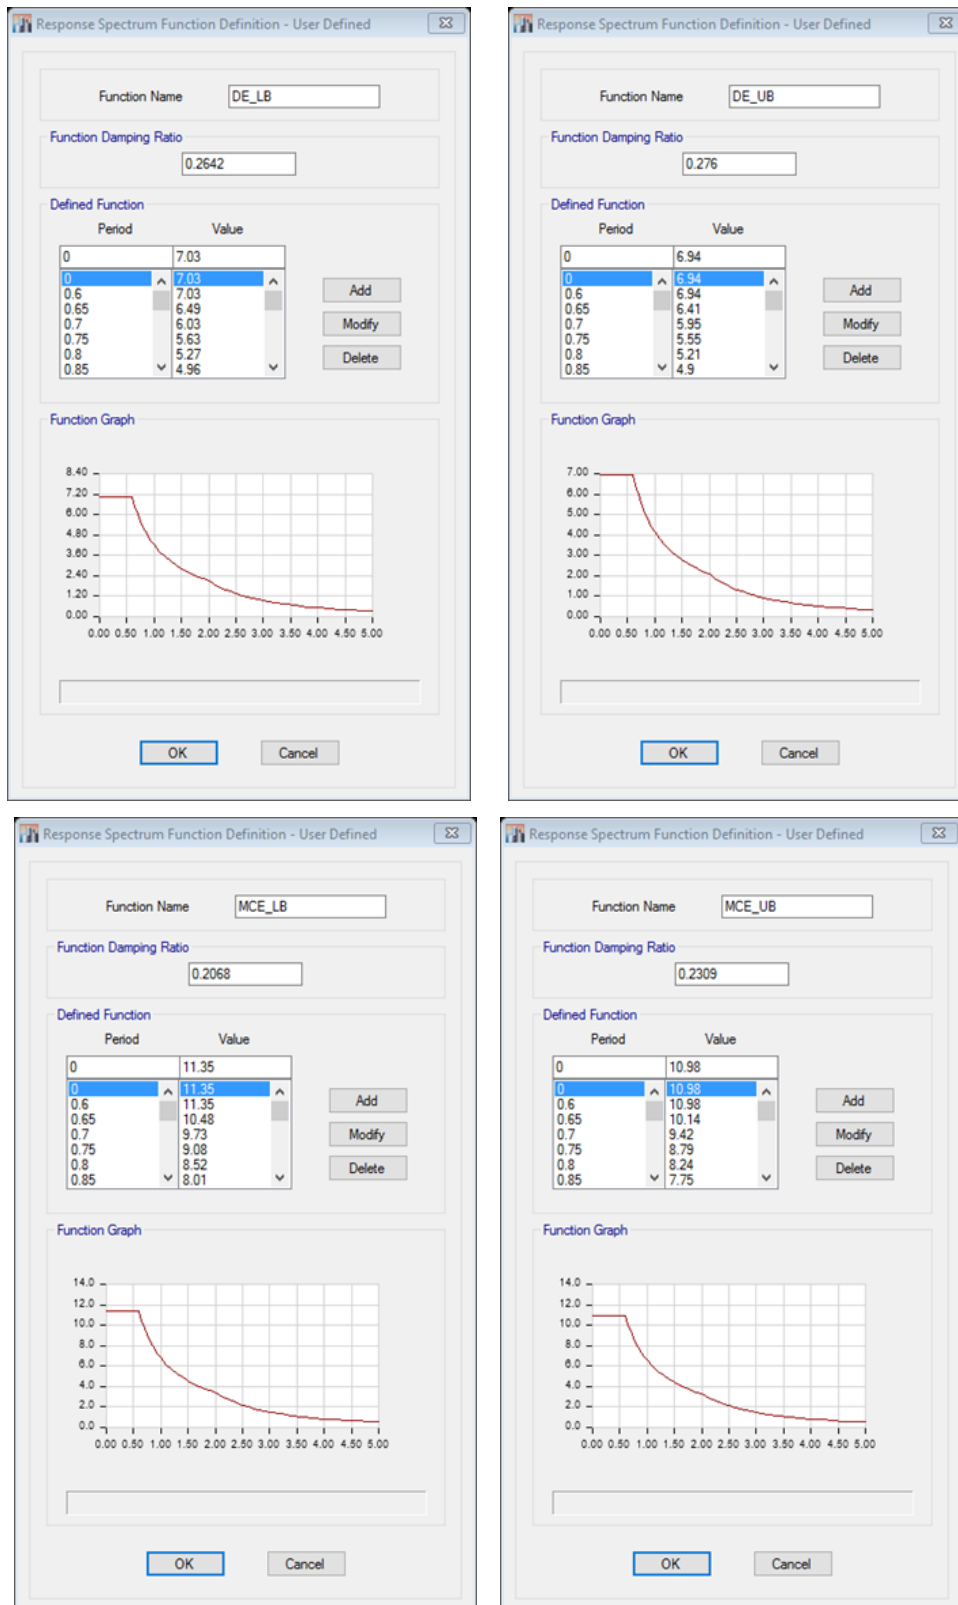 Response Spectrum Function Definition - User Defined
Function Name DE_LB
Function Damping Ratio
0.2642
Defined Function
Period Value
0 7.03
0 7.03
0.6 7.03
0.65 6.49
0.7 6.03
0.75 5.63
0.8 5.27
0.85 4.96
Add
Modify
Delete
Function Graph
8.40
7.20
6.00
4.80
3.60
2.40
1.20
0.00
0.00 0.50 1.00 1.50 2.00 2.50 3.00 3.50 4.00 4.50 5.00
OK Cancel
Response Spectrum Function Definition - User Defined
Function Name DE_UB
Function Damping Ratio
0.276
Defined Function
Period Value
0 6.94
0 6.94
0.6 6.94
0.65 6.41
0.7 5.95
0.75 5.55
0.8 5.21
0.85 4.9
Add
Modify
Delete
Function Graph
7.00
6.00
5.00
4.00
3.00
2.00
1.00
0.00
0.00 0.50 1.00 1.50 2.00 2.50 3.00 3.50 4.00 4.50 5.00
OK Cancel
Response Spectrum Function Definition - User Defined
Function Name MCE_LB
Function Damping Ratio
0.2068
Defined Function
Period Value
0 11.35
0 11.35
0.6 11.35
0.65 10.48
0.7 9.73
0.75 9.08
0.8 8.52
0.85 8.01
Add
Modify
Delete
Function Graph
14.0
12.0
10.0
8.0
6.0
4.0
2.0
0.0
0.00 0.50 1.00 1.50 2.00 2.50 3.00 3.50 4.00 4.50 5.00
OK Cancel
Response Spectrum Function Definition - User Defined
Function Name MCE_UB
Function Damping Ratio
0.2309
Defined Function
Period Value
0 10.98
0 10.98
0.6 10.98
0.65 10.14
0.7 9.42
0.75 8.79
0.8 8.24
0.85 7.75
Add
Modify
Delete
Function Graph
14.0
12.0
10.0
8.0
6.0
4.0
2.0
0.0
0.00 0.50 1.00 1.50 2.00 2.50 3.00 3.50 4.00 4.50 5.00
OK Cancel